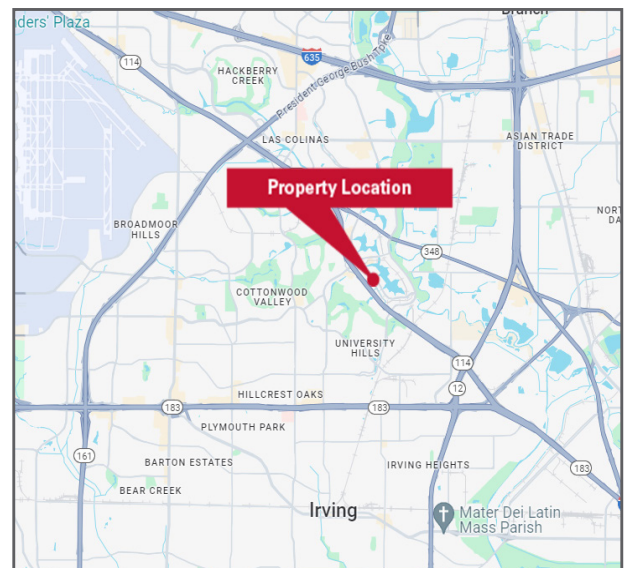 ders' Plaza
Branch
635
114
HACKBERRY
CREEK
President George Bush Tpke
LAS COLINAS
ASIAN TRADE
DISTRICT
Property Location
BROADMOOR
HILLS
NOR
DA
348
COTTONWOOD
VALLEY
UNIVERSITY
HILLS
114
12
HILLCREST OAKS
183
183
PLYMOUTH PARK
161
BARTON ESTATES
IRVING HEIGHTS
183
BEAR CREEK
Irving
Mater Dei Latin
Mass Parish